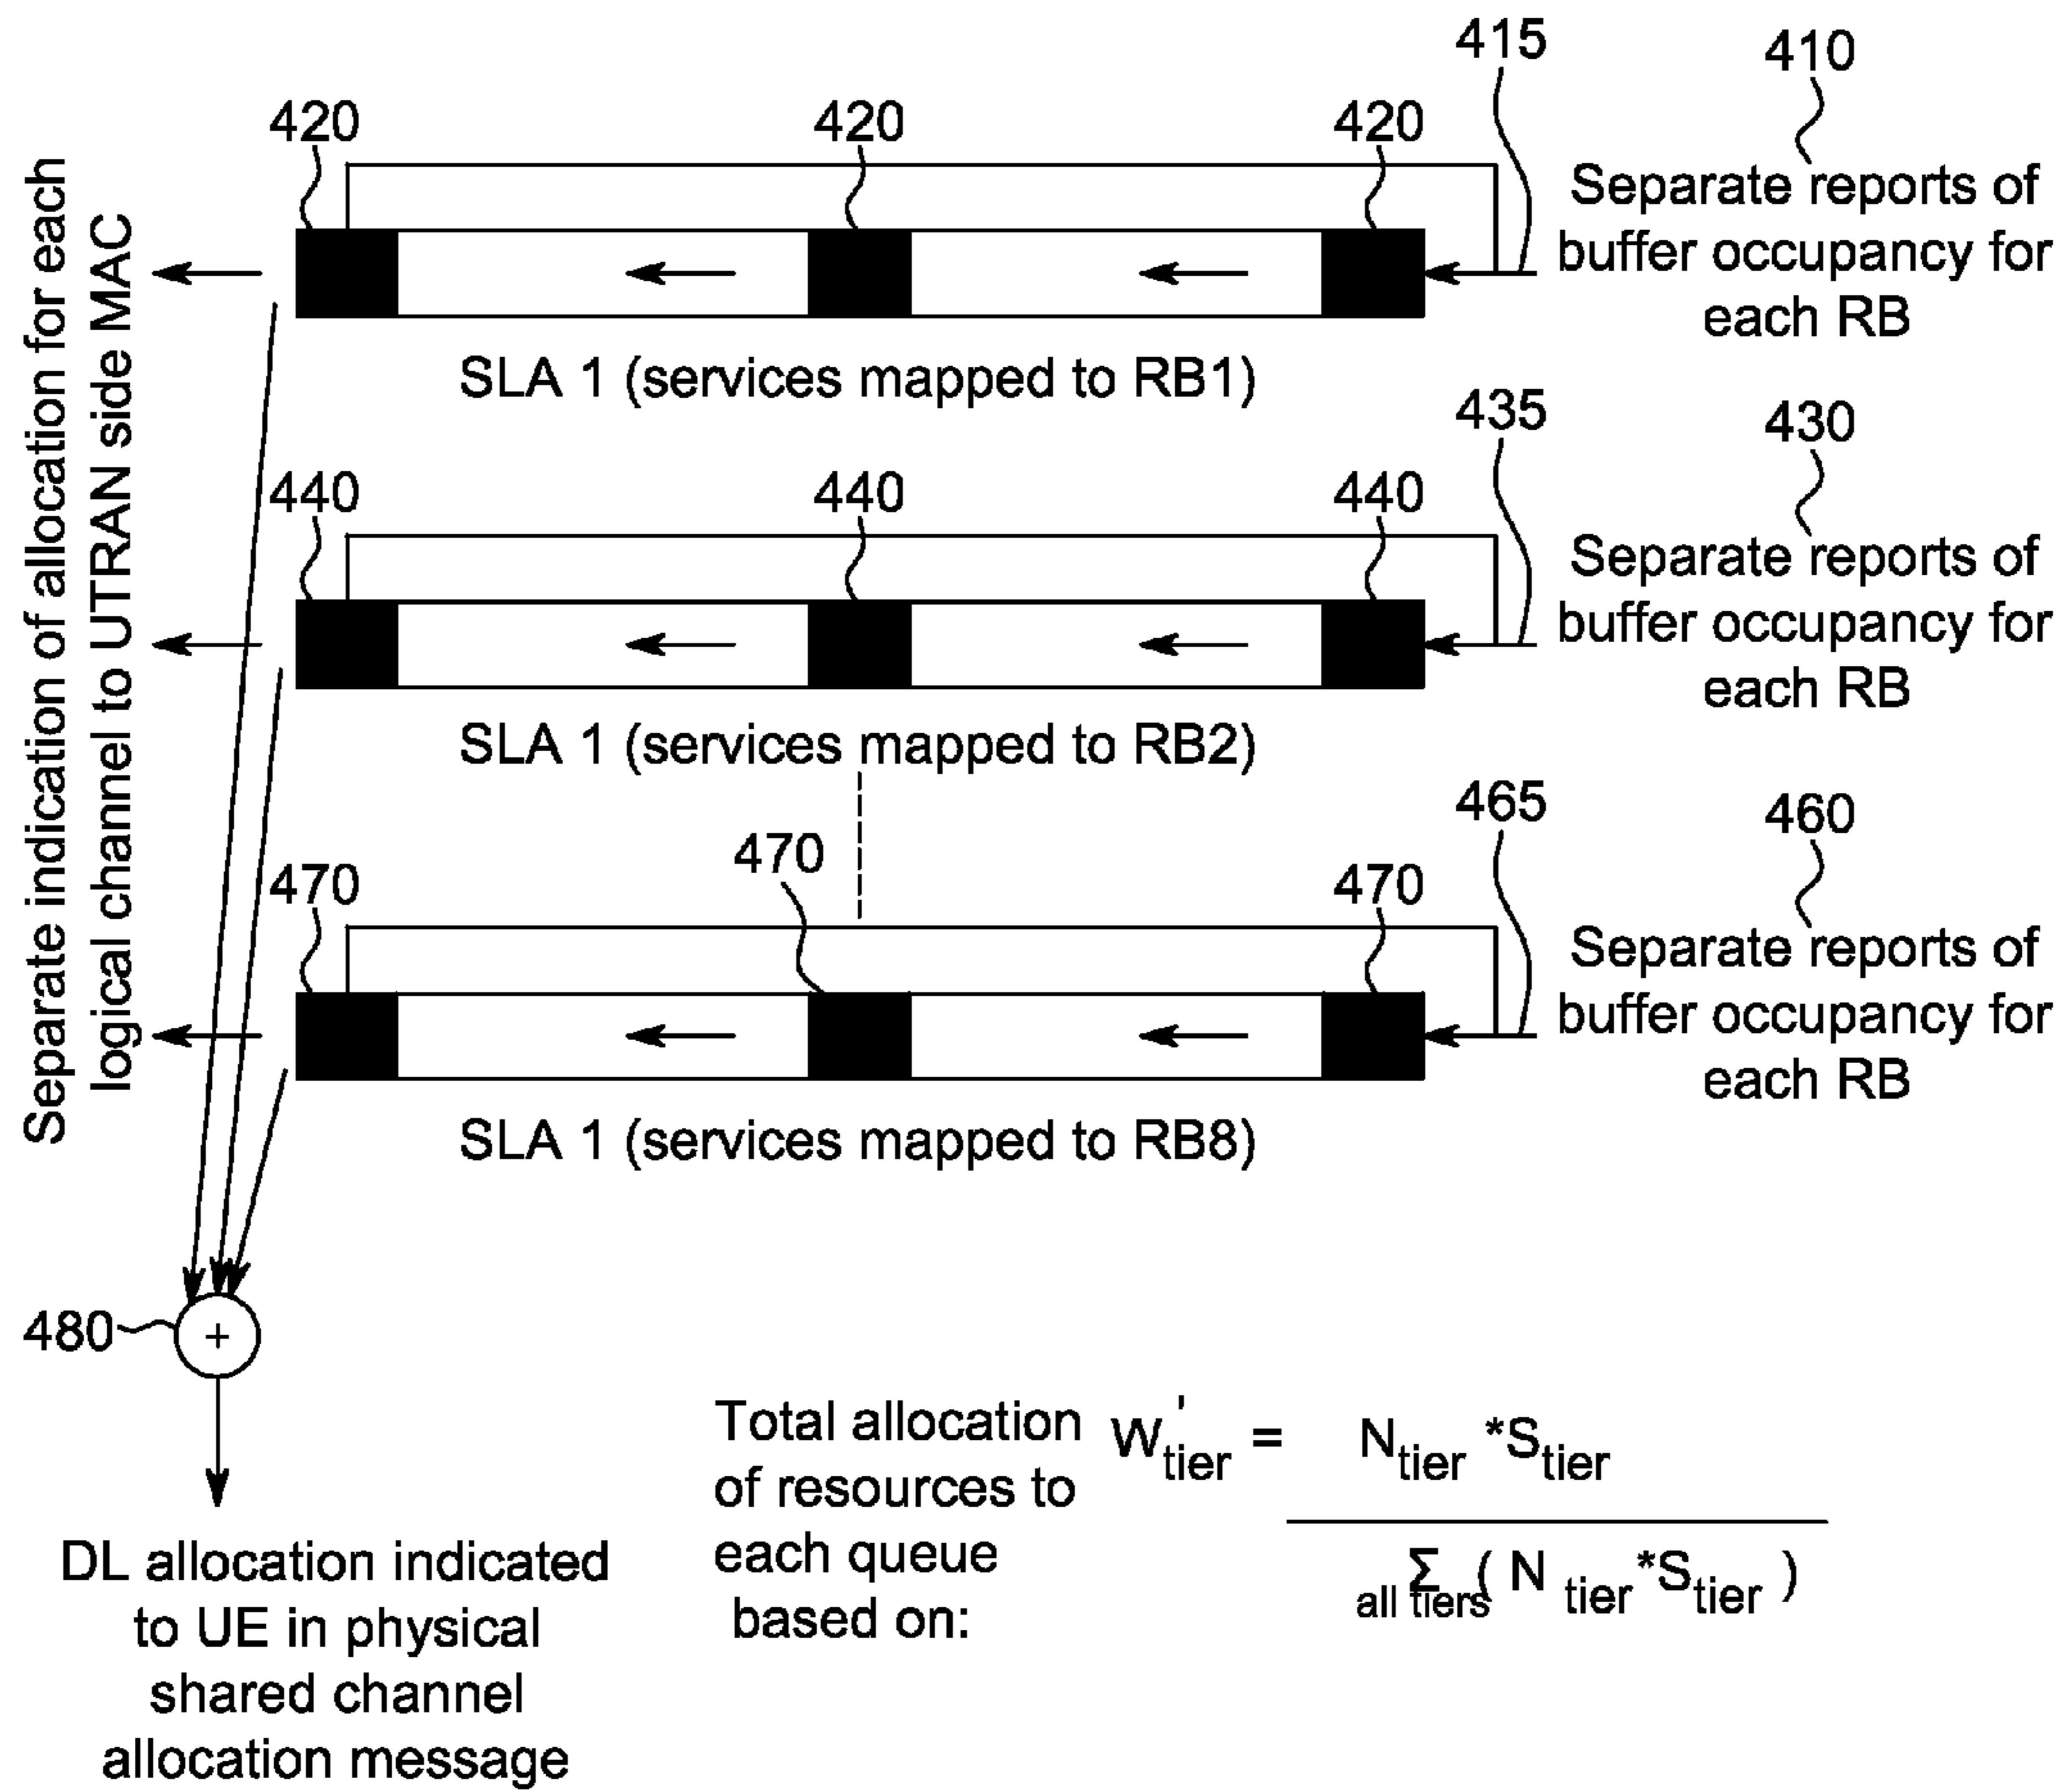 415
410
420
420
420
Separate reports of
buffer occupancy for
each RB
SLA 1 (services mapped to RB1)
435
430
440
440
440
Separate reports of
buffer occupancy for
each RB
SLA 1 (services mapped to RB2)
465
460
470
470
470
Separate reports of
buffer occupancy for
each RB
SLA 1 (services mapped to RB8)
Separate indication of allocation for each
logical channel to UTRAN side MAC
480
+
DL allocation indicated
to UE in physical
shared channel
allocation message
Total allocation
of resources to
each queue
based on:
W'tier = Ntier *Stier
Σ all tiers ( N tier *Stier )